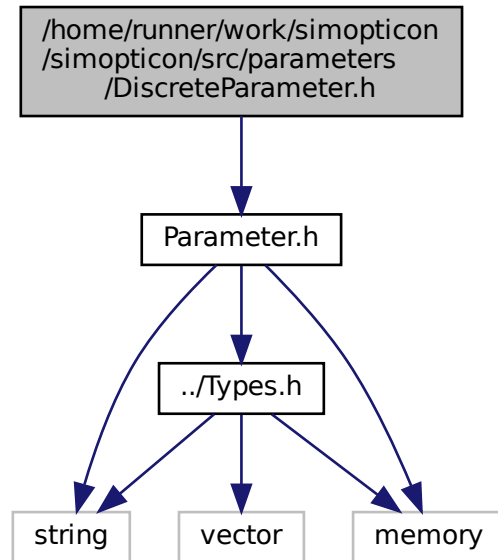 /home/runner/work/simopticon
/simopticon/src/parameters
/DiscreteParameter.h
Parameter.h
../Types.h
string
vector
memory